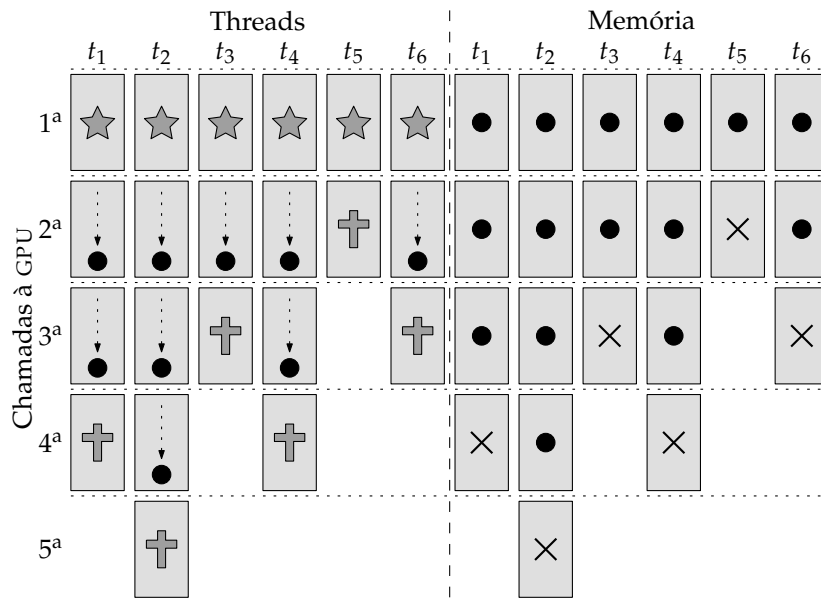 Threads Memória
t1 t2 t3 t4 t5 t6 t1 t2 t3 t4 t5 t6
Chamadas à GPU
1ª
2ª
3ª
4ª
5ª